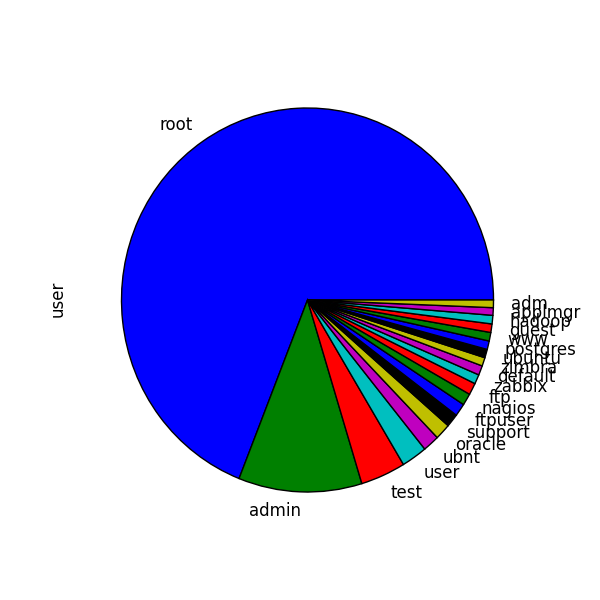 root
user
adm
applmgr
hadoop
guest
www
postgres
ubuntu
zimbra
default
zabbix
ftp
nagios
ftpuser
support
oracle
ubnt
user
test
admin